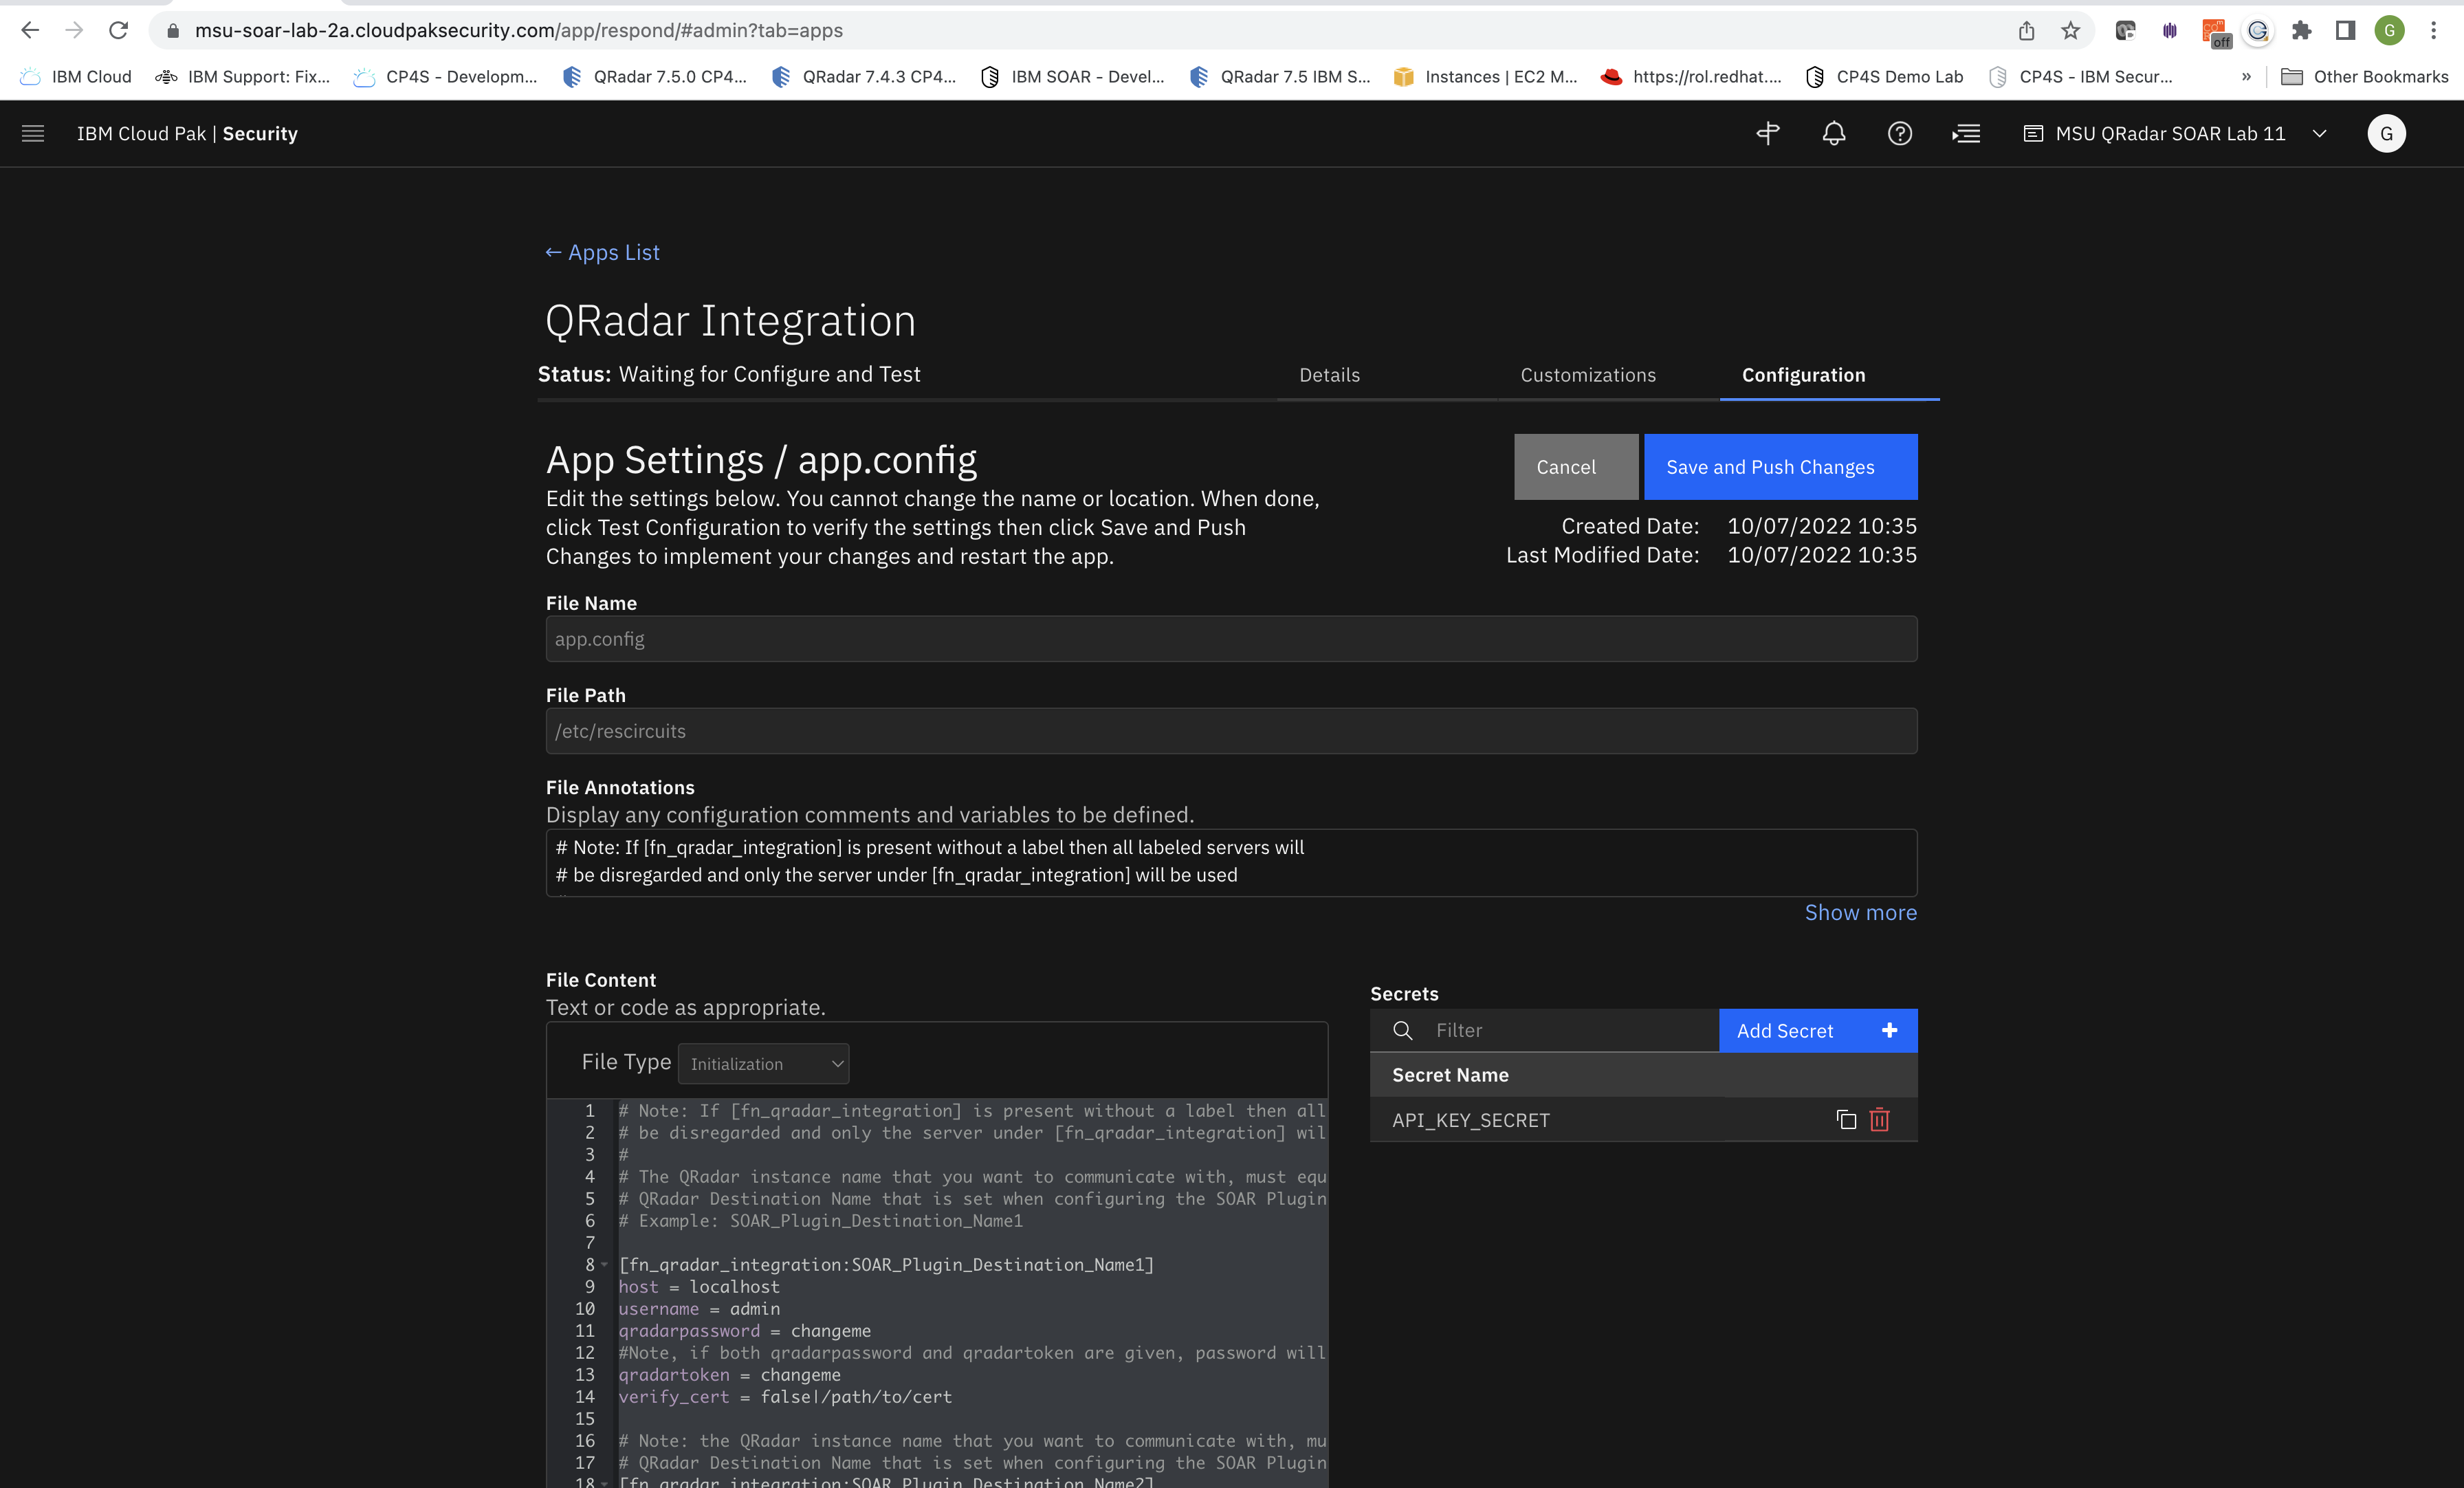 msu-soar-lab-2a.cloudpaksecurity.com/app/respond/#admin?tab=apps
off
G
IBM Cloud
IBM Support: Fix...
CP4S - Developm...
QRadar 7.5.0 CP4...
QRadar 7.4.3 CP4...
IBM SOAR - Devel...
QRadar 7.5 IBM S...
Instances | EC2 M...
https://rol.redhat....
CP4S Demo Lab
CP4S - IBM Secur...
»
Other Bookmarks
IBM Cloud Pak | Security
MSU QRadar SOAR Lab 11
G
← Apps List
QRadar Integration
Status: Waiting for Configure and Test
Details
Customizations
Configuration
App Settings / app.config
Cancel
Save and Push Changes
Edit the settings below. You cannot change the name or location. When done,
click Test Configuration to verify the settings then click Save and Push
Changes to implement your changes and restart the app.
Created Date: 10/07/2022 10:35
Last Modified Date: 10/07/2022 10:35
File Name
app.config
File Path
/etc/rescircuits
File Annotations
Display any configuration comments and variables to be defined.
# Note: If [fn_qradar_integration] is present without a label then all labeled servers will
# be disregarded and only the server under [fn_qradar_integration] will be used
Show more
File Content
Text or code as appropriate.
File Type Initialization
1 # Note: If [fn_qradar_integration] is present without a label then all
2 # be disregarded and only the server under [fn_qradar_integration] wil
3 #
4 # The QRadar instance name that you want to communicate with, must equ
5 # QRadar Destination Name that is set when configuring the SOAR Plugin
6 # Example: SOAR_Plugin_Destination_Name1
7
8 [fn_qradar_integration:SOAR_Plugin_Destination_Name1]
9 host = localhost
10 username = admin
11 qradarpassword = changeme
12 #Note, if both qradarpassword and qradartoken are given, password will
13 qradartoken = changeme
14 verify_cert = false|/path/to/cert
15
16 # Note: the QRadar instance name that you want to communicate with, mu
17 # QRadar Destination Name that is set when configuring the SOAR Plugin
18 [fn_qradar_integration:SOAR_Plugin_Destination_Name2]
Secrets
Filter
Add Secret +
Secret Name
API_KEY_SECRET